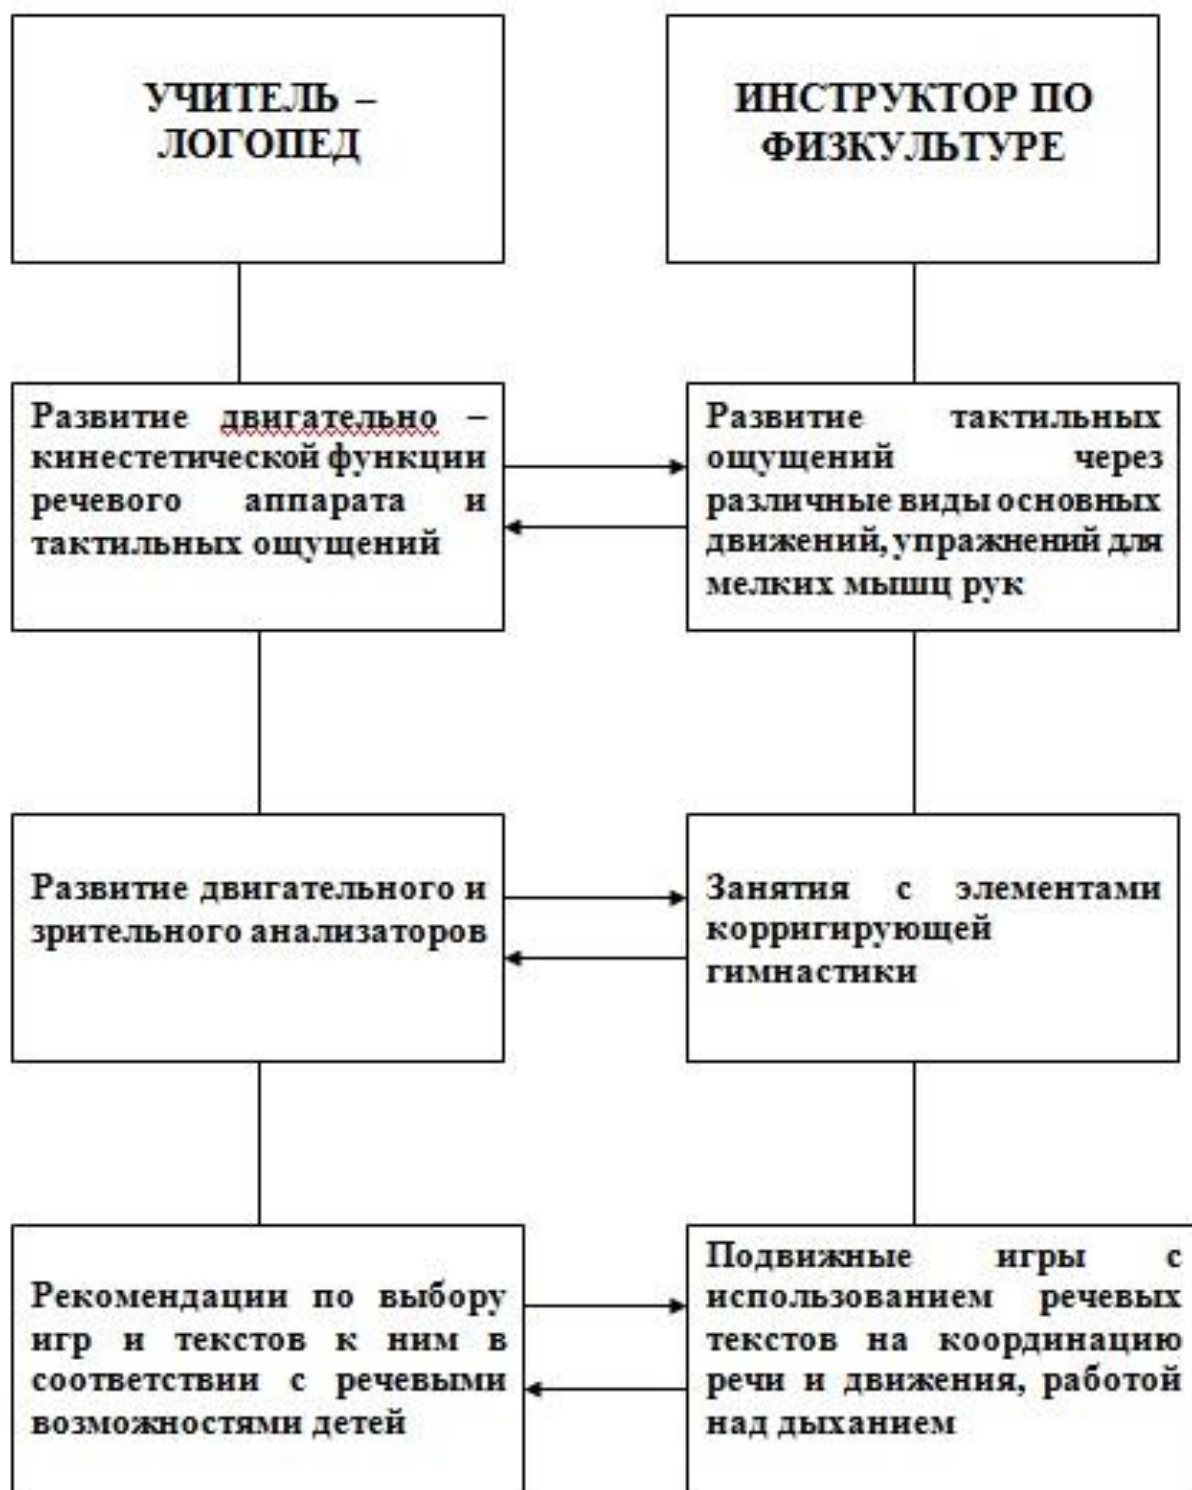 УЧИТЕЛЬ –
ЛОГОПЕД
ИНСТРУКТОР ПО
ФИЗКУЛЬТУРЕ
Развитие двигательно –
кинестетической функции
речевого аппарата и
тактильных ощущений
Развитие тактильных
ощущений через
различные виды основных
движений, упражнений для
мелких мышц рук
Развитие двигательного и
зрительного анализаторов
Занятия с элементами
корригирующей
гимнастики
Рекомендации по выбору
игр и текстов к ним в
соответствии с речевыми
возможностями детей
Подвижные игры с
использованием речевых
текстов на координацию
речи и движения, работой
над дыханием